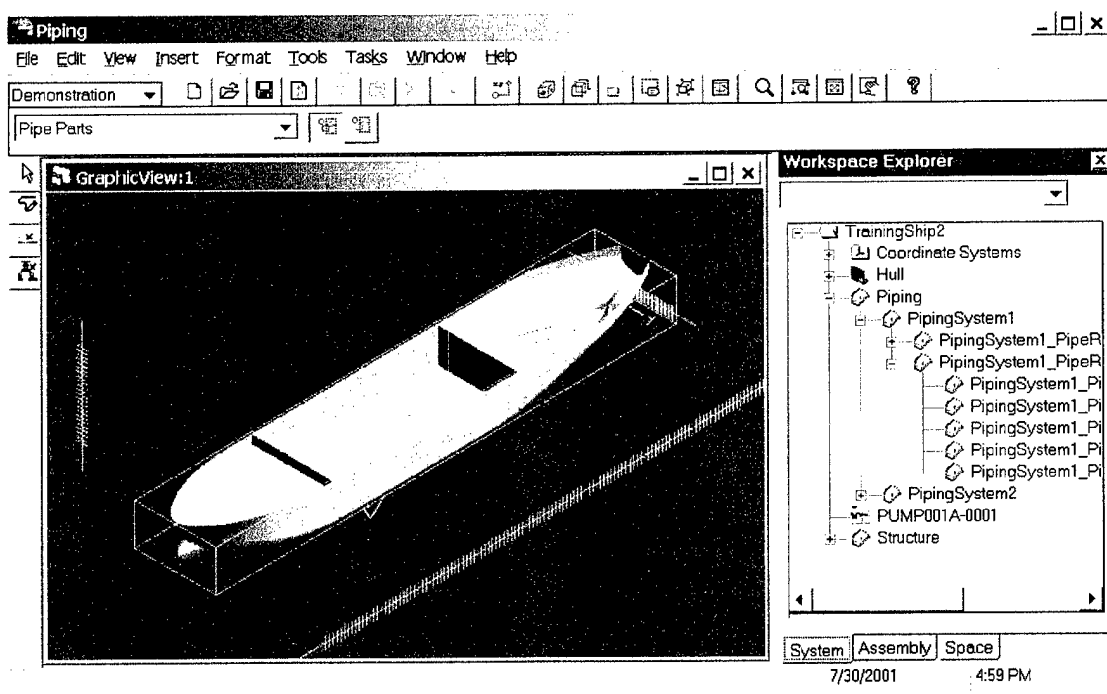 Piping
File Edit View Insert Format Tools Tasks Window Help
Demonstration
Pipe Parts
GraphicView:1
Workspace Explorer
TrainingShip2
Coordinate Systems
Hull
Piping
PipingSystem1
PipingSystem1_PipeR
PipingSystem1_PipeR
PipingSystem1_Pi
PipingSystem1_Pi
PipingSystem1_Pi
PipingSystem1_Pi
PipingSystem1_Pi
PipingSystem2
PUMP001A-0001
Structure
System Assembly Space
7/30/2001 4:59 PM